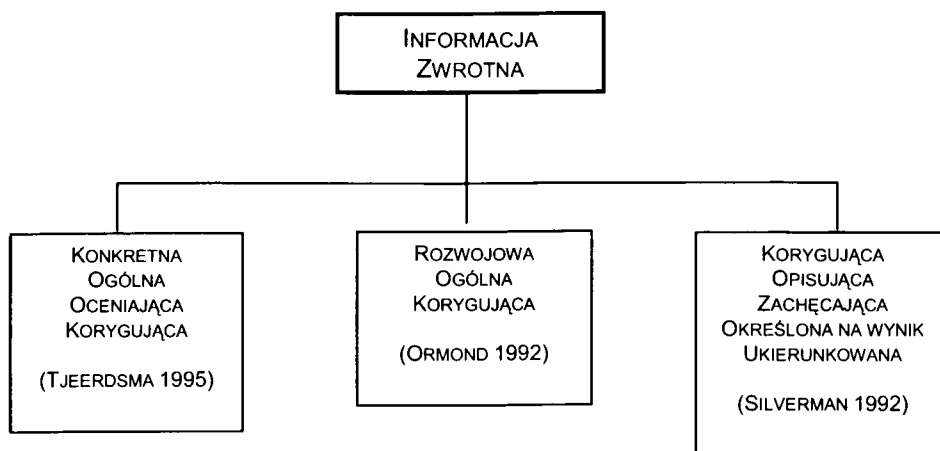 INFORMACJA
ZWROTNA
KONKRETNA
OGÓLNA
OCENIAJĄCA
KORYGUJĄCA
(TJEERDSMA 1995)
ROZWOJOWA
OGÓLNA
KORYGUJĄCA
(ORMOND 1992)
KORYGUJĄCA
OPISUJĄCA
ZACHĘCAJĄCA
OKREŚLONA NA WYNIK
UKIERUNKOWANA
(SILVERMAN 1992)